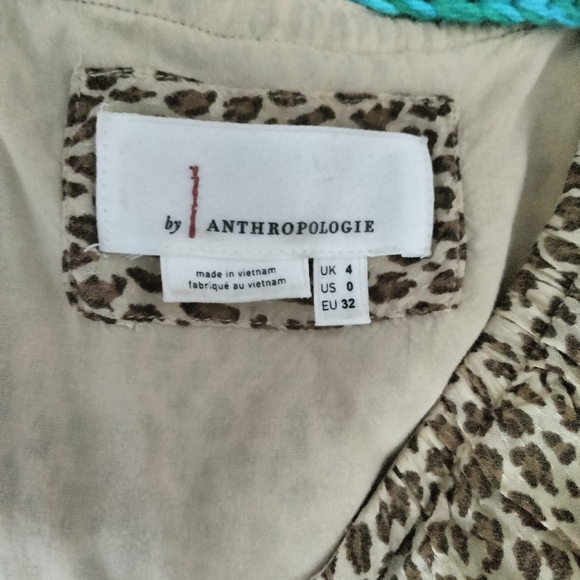 by ANTHROPOLOGIE
made in vietnam
fabriqué au vietnam
UK 4
US 0
EU 32